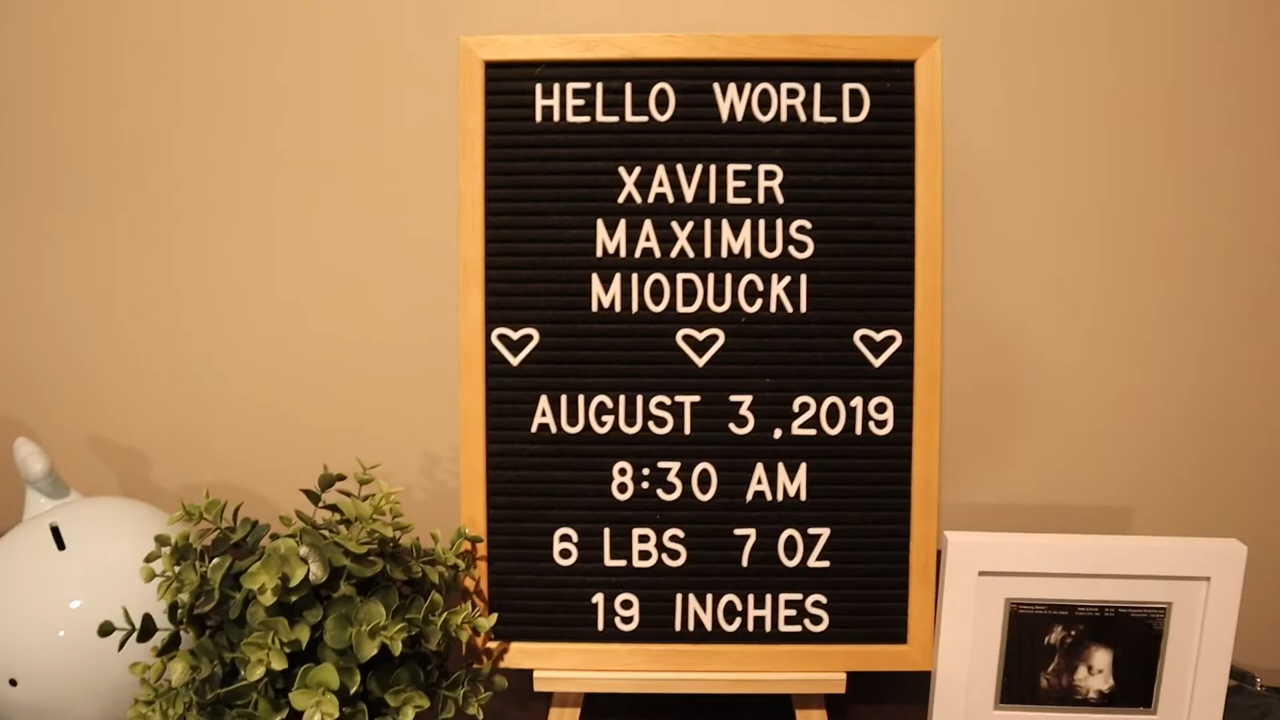 HELLO WORLD
XAVIER
MAXIMUS
MIODUCKI
AUGUST 3,2019
8:30 AM
6 LBS 7 OZ
19 INCHES